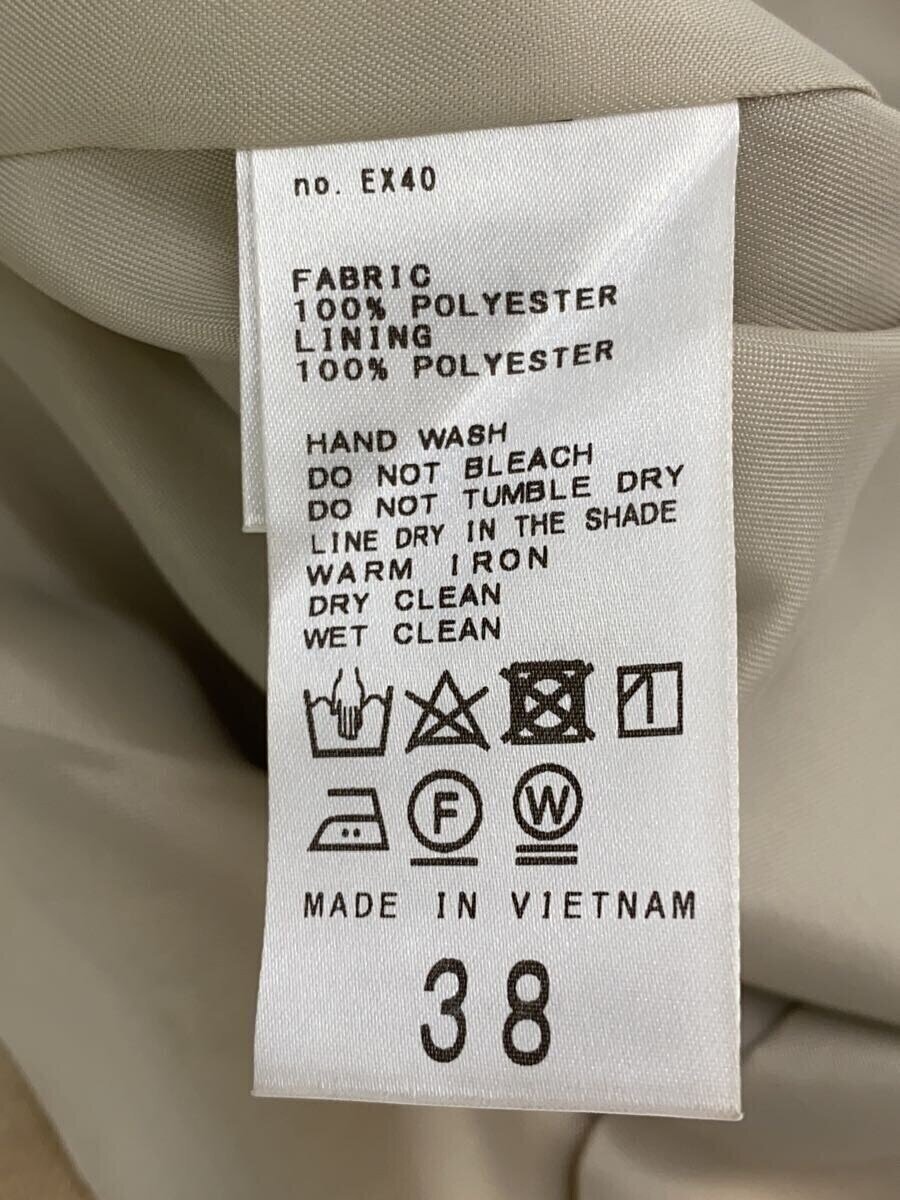 no. EX40
FABRIC
100% POLYESTER
LINING
100% POLYESTER
HAND WASH
DO NOT BLEACH
DO NOT TUMBLE DRY
LINE DRY IN THE SHADE
WARM IRON
DRY CLEAN
WET CLEAN
F W
MADE IN VIETNAM
38